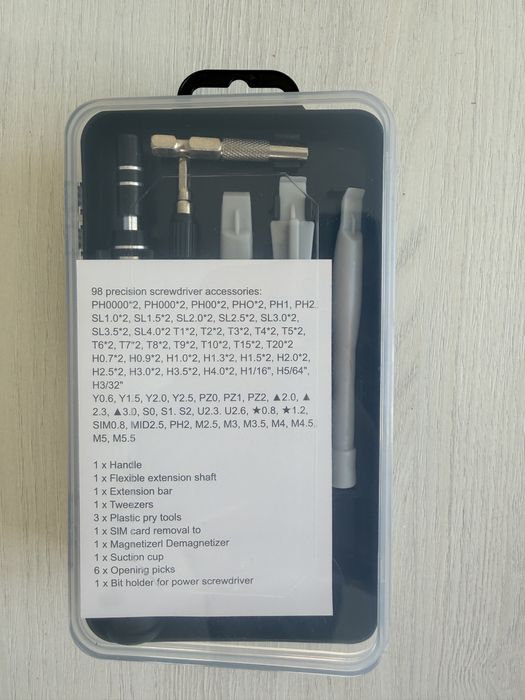 98 precision screwdriver accessories:
PH0000*2, PH000*2, PH00*2, PHO*2, PH1, PH2
SL1.0*2, SL1.5*2, SL2.0*2, SL2.5*2, SL3.0*2,
SL3.5*2, SL4.0*2 T1*2, T2*2, T3*2, T4*2, T5*2,
T6*2, T7*2, T8*2, T9*2, T10*2, T15*2, T20*2
H0.7*2, H0.9*2, H1.0*2, H1.3*2, H1.5*2, H2.0*2,
H2.5*2, H3.0*2, H3.5*2, H4.0*2, H1/16", H5/64",
H3/32"
Y0.6, Y1.5, Y2.0, Y2.5, PZ0, PZ1, PZ2, ▲2.0, ▲
2.3, ▲3.0, S0, S1. S2, U2.3. U2.6, ★0.8, ★1.2,
SIM0.8, MID2.5, PH2, M2.5, M3, M3.5, M4, M4.5
M5, M5.5
1 x Handle
1 x Flexible extension shaft
1 x Extension bar
1 x Tweezers
3 x Plastic pry tools
1 x SIM card removal to
1 x Magnetizerl Demagnetizer
1 x Suction cup
6 x Opening picks
1 x Bit holder for power screwdriver